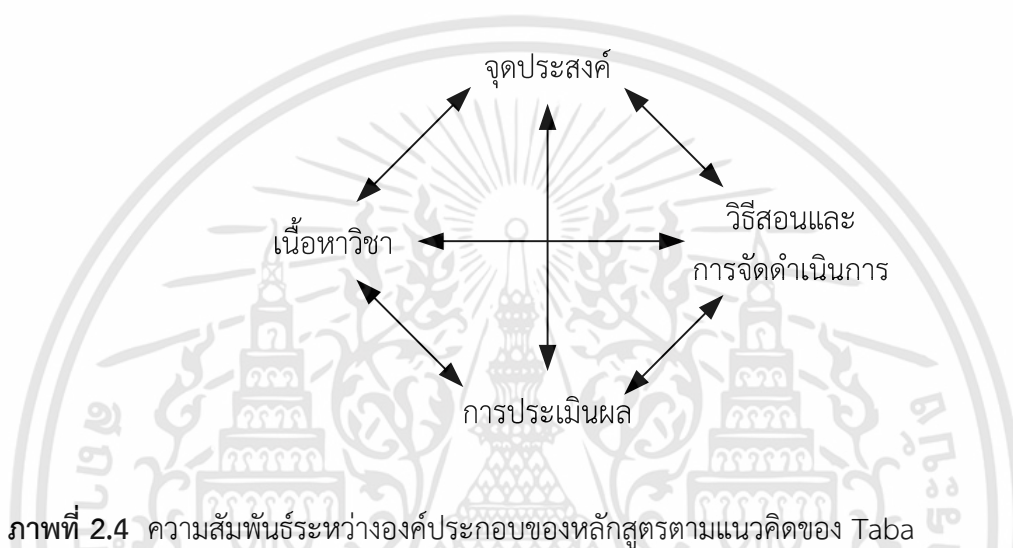 จุดประสงค์
เนื้อหาวิชา
วิธีสอนและ
การจัดดำเนินการ
การประเมินผล
ภาพที่ 2.4 ความสัมพันธ์ระหว่างองค์ประกอบของหลักสูตรตามแนวคิดของ Taba